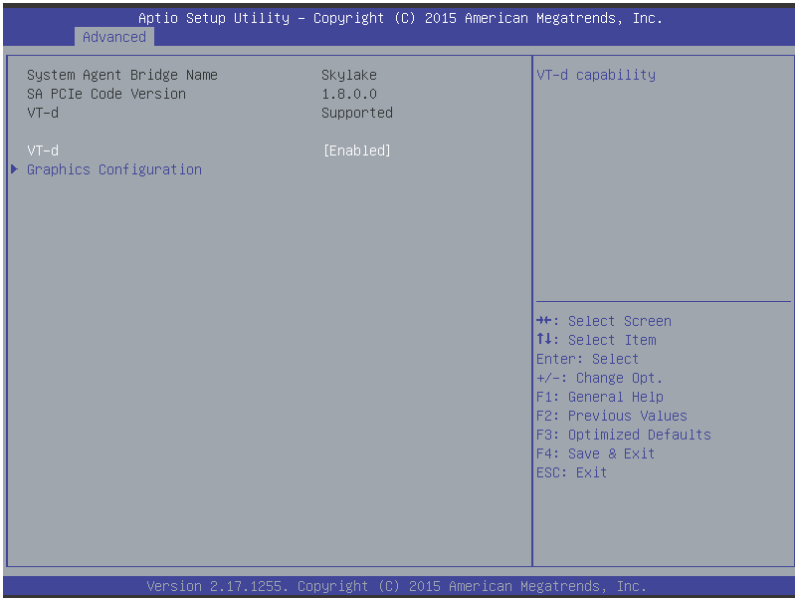 Aptio Setup Utility – Copyright (C) 2015 American Megatrends, Inc.
Advanced
System Agent Bridge Name Skylake
SA PCIe Code Version 1.8.0.0
VT-d Supported
VT-d [Enabled]
Graphics Configuration
VT-d capability
→←: Select Screen
↑↓: Select Item
Enter: Select
+/-: Change Opt.
F1: General Help
F2: Previous Values
F3: Optimized Defaults
F4: Save & Exit
ESC: Exit
Version 2.17.1255. Copyright (C) 2015 American Megatrends, Inc.